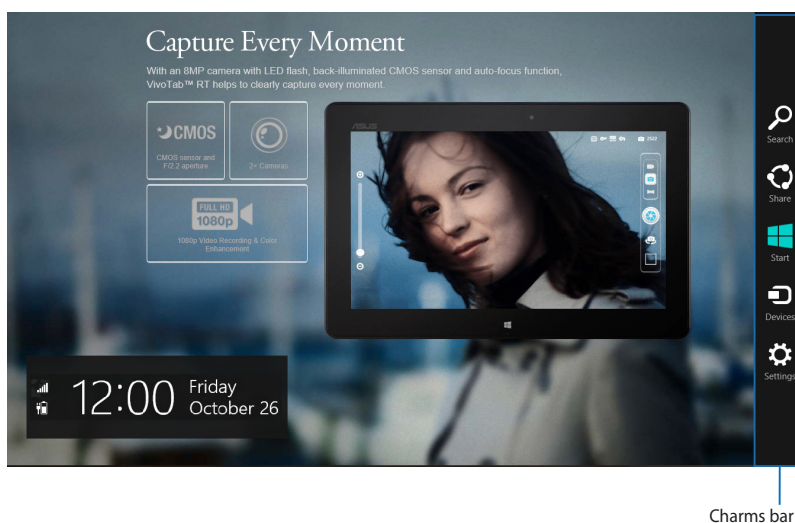 Capture Every Moment
With an 8MP camera with LED flash, back-illuminated CMOS sensor and auto-focus function,
VivoTab™ RT helps to clearly capture every moment.
CMOS
CMOS sensor and
F/2.2 aperture
2× Cameras
FULL HD
1080p
1080p Video Recording & Color
Enhancement
ASUS
2522
Search
Share
Start
Devices
Settings
12:00
Friday
October 26
Charms bar